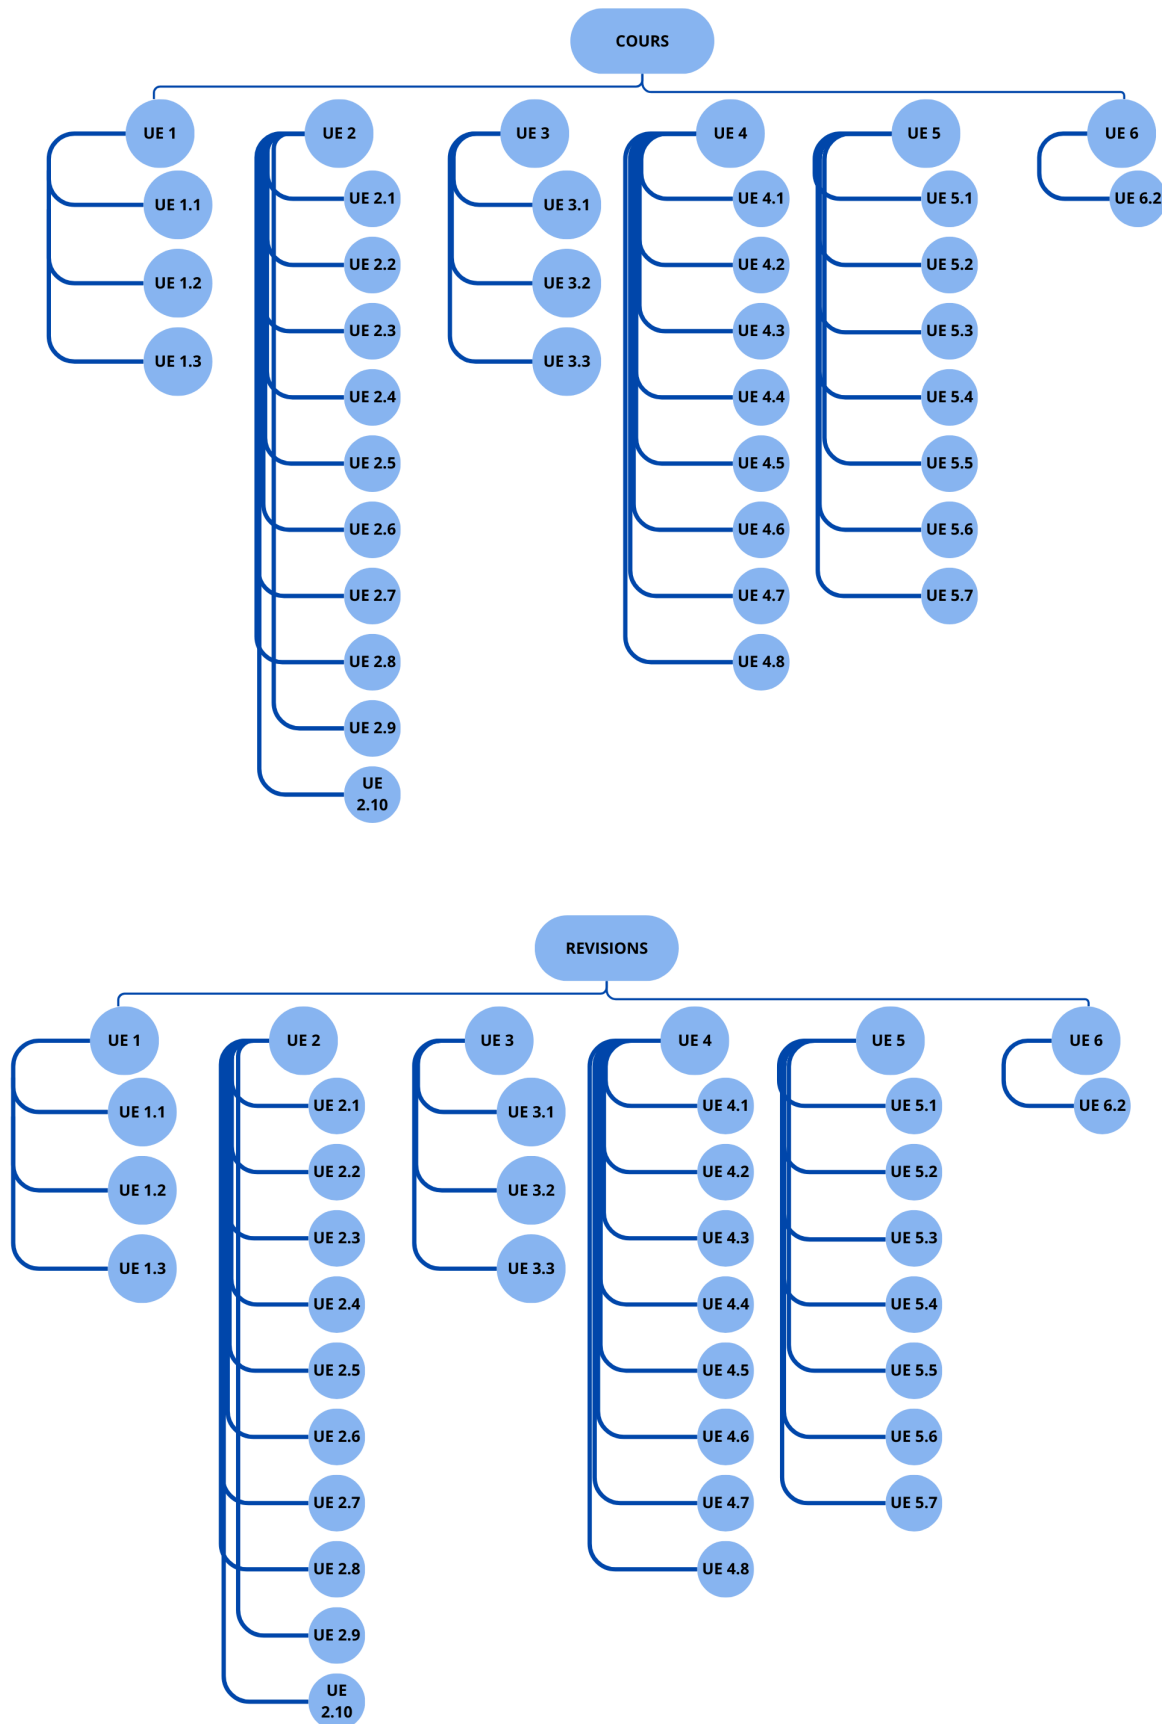 COURS
UE 1
UE 2
UE 3
UE 4
UE 5
UE 6
UE 1.1
UE 1.2
UE 1.3
UE 2.1
UE 2.2
UE 2.3
UE 2.4
UE 2.5
UE 2.6
UE 2.7
UE 2.8
UE 2.9
UE
2.10
UE 3.1
UE 3.2
UE 3.3
UE 4.1
UE 4.2
UE 4.3
UE 4.4
UE 4.5
UE 4.6
UE 4.7
UE 4.8
UE 5.1
UE 5.2
UE 5.3
UE 5.4
UE 5.5
UE 5.6
UE 5.7
UE 6.2
REVISIONS
UE 1
UE 2
UE 3
UE 4
UE 5
UE 6
UE 1.1
UE 1.2
UE 1.3
UE 2.1
UE 2.2
UE 2.3
UE 2.4
UE 2.5
UE 2.6
UE 2.7
UE 2.8
UE 2.9
UE
2.10
UE 3.1
UE 3.2
UE 3.3
UE 4.1
UE 4.2
UE 4.3
UE 4.4
UE 4.5
UE 4.6
UE 4.7
UE 4.8
UE 5.1
UE 5.2
UE 5.3
UE 5.4
UE 5.5
UE 5.6
UE 5.7
UE 6.2